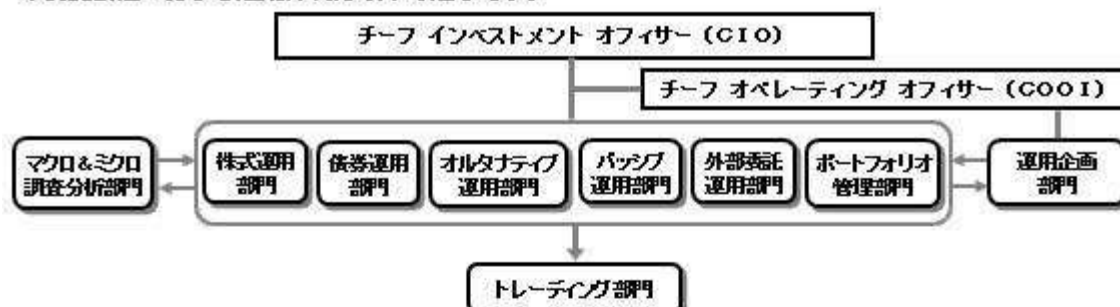 チーフ インベストメント オフィサー (CIO)
チーフ オペレーティング オフィサー (COOI)
マクロ&ミクロ
調査分析部門
株式運用
部門
債券運用
部門
オルタナティブ
運用部門
パッシブ
運用部門
外部委託
運用部門
ポートフォリオ
管理部門
運用企画
部門
トレーディング部門